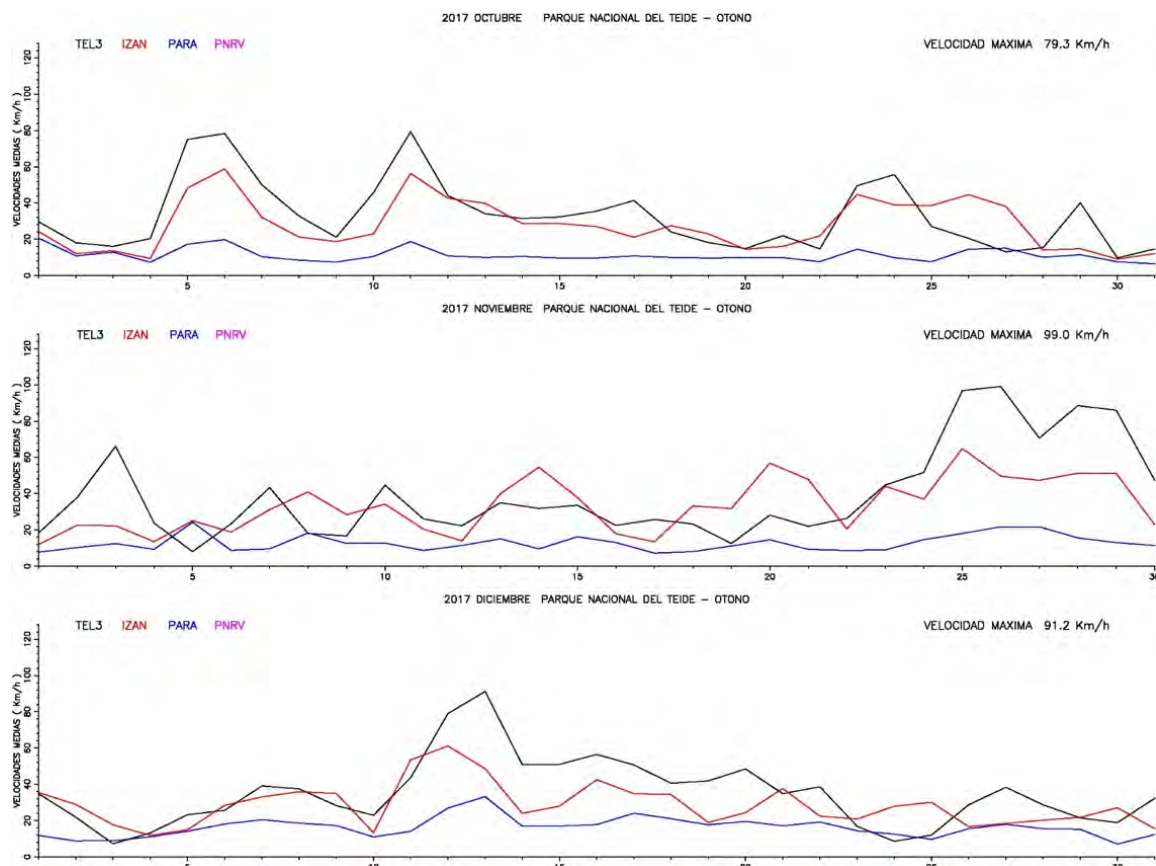 2017 OCTUBRE PARQUE NACIONAL DEL TEIDE – OTONO
TEL3 IZAN PARA PNRV VELOCIDAD MAXIMA 79.3 Km/h
VELOCIDADES MEDIAS ( Km/h )
120
100
80
60
40
20
0
5 10 15 20 25 30
2017 NOVIEMBRE PARQUE NACIONAL DEL TEIDE – OTONO
TEL3 IZAN PARA PNRV VELOCIDAD MAXIMA 99.0 Km/h
VELOCIDADES MEDIAS ( Km/h )
120
100
80
60
40
20
0
5 10 15 20 25 30
2017 DICIEMBRE PARQUE NACIONAL DEL TEIDE – OTONO
TEL3 IZAN PARA PNRV VELOCIDAD MAXIMA 91.2 Km/h
VELOCIDADES MEDIAS ( Km/h )
120
100
80
60
40
20
0